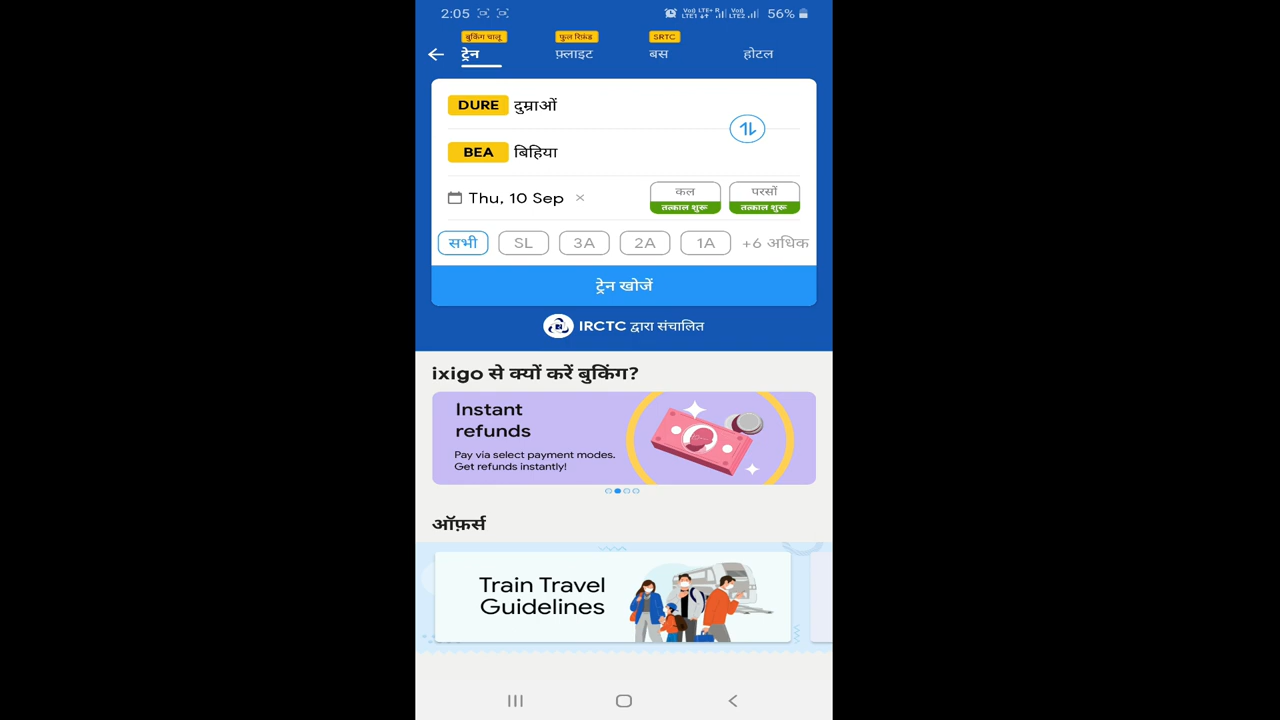 2:05 56%
बुकिंग चालू फुल रिफ़ंड SRTC
ट्रेन फ़्लाइट बस होटल
DURE दुम्राओं
BEA बिहिया
Thu, 10 Sep × कल परसों
तत्काल शुरू तत्काल शुरू
सभी SL 3A 2A 1A +6 अधिक
ट्रेन खोजें
IRCTC द्वारा संचालित
ixigo से क्यों करें बुकिंग?
Instant
refunds
Pay via select payment modes.
Get refunds instantly!
ऑफ़र्स
Train Travel
Guidelines